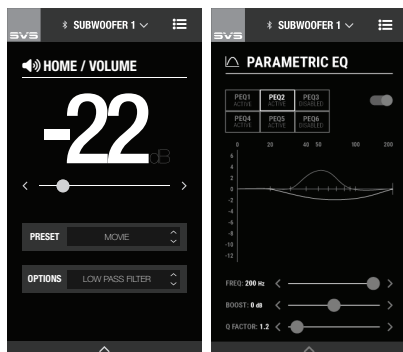 SVS
SUBWOOFER 1
HOME / VOLUME
-22 dB
PRESET MOVIE
OPTIONS LOW PASS FILTER
SVS
SUBWOOFER 1
PARAMETRIC EQ
PEQ1 PEQ2 PEQ3
ACTIVE ACTIVE DISABLED
PEQ4 PEQ5 PEQ6
ACTIVE ACTIVE DISABLED
0 20 40 50 100 200
6
4
2
0
-2
-4
-6
-8
-10
-12
FREQ: 200 Hz
BOOST: 0 dB
Q FACTOR: 1.2